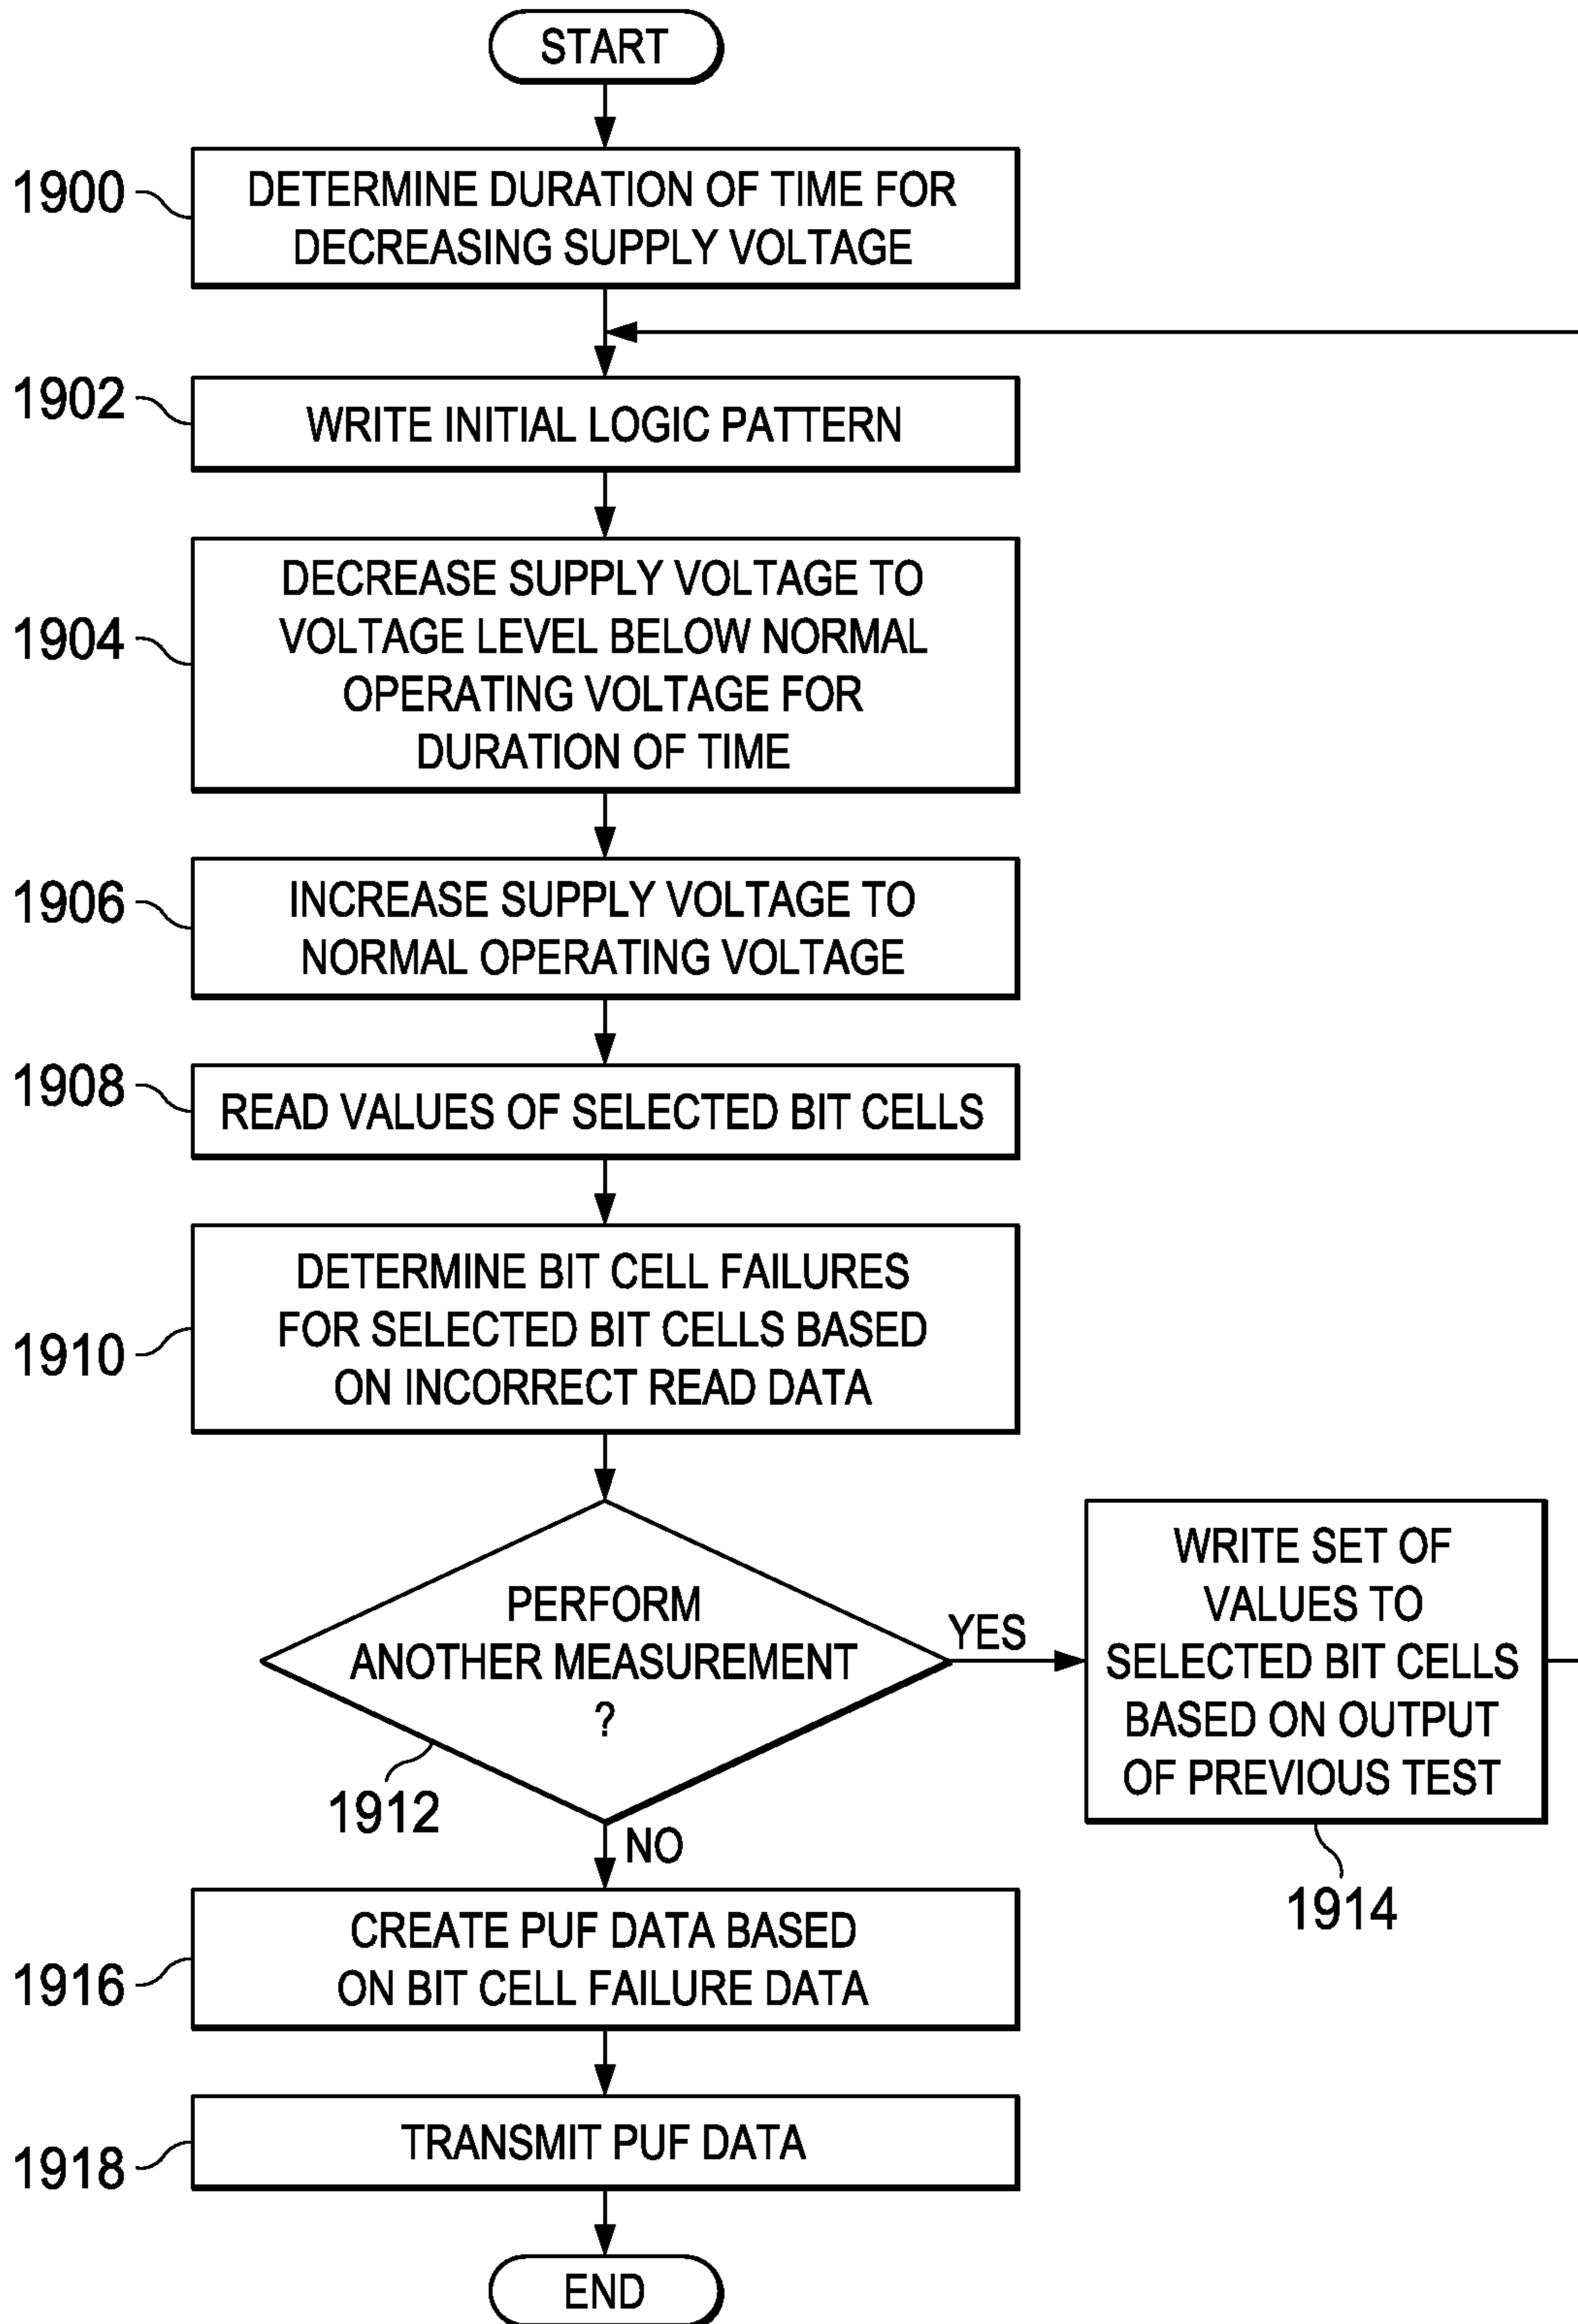 START
1900
DETERMINE DURATION OF TIME FOR
DECREASING SUPPLY VOLTAGE
1902
WRITE INITIAL LOGIC PATTERN
1904
DECREASE SUPPLY VOLTAGE TO
VOLTAGE LEVEL BELOW NORMAL
OPERATING VOLTAGE FOR
DURATION OF TIME
1906
INCREASE SUPPLY VOLTAGE TO
NORMAL OPERATING VOLTAGE
1908
READ VALUES OF SELECTED BIT CELLS
1910
DETERMINE BIT CELL FAILURES
FOR SELECTED BIT CELLS BASED
ON INCORRECT READ DATA
PERFORM
ANOTHER MEASUREMENT
?
1912
YES
WRITE SET OF
VALUES TO
SELECTED BIT CELLS
BASED ON OUTPUT
OF PREVIOUS TEST
1914
NO
1916
CREATE PUF DATA BASED
ON BIT CELL FAILURE DATA
1918
TRANSMIT PUF DATA
END